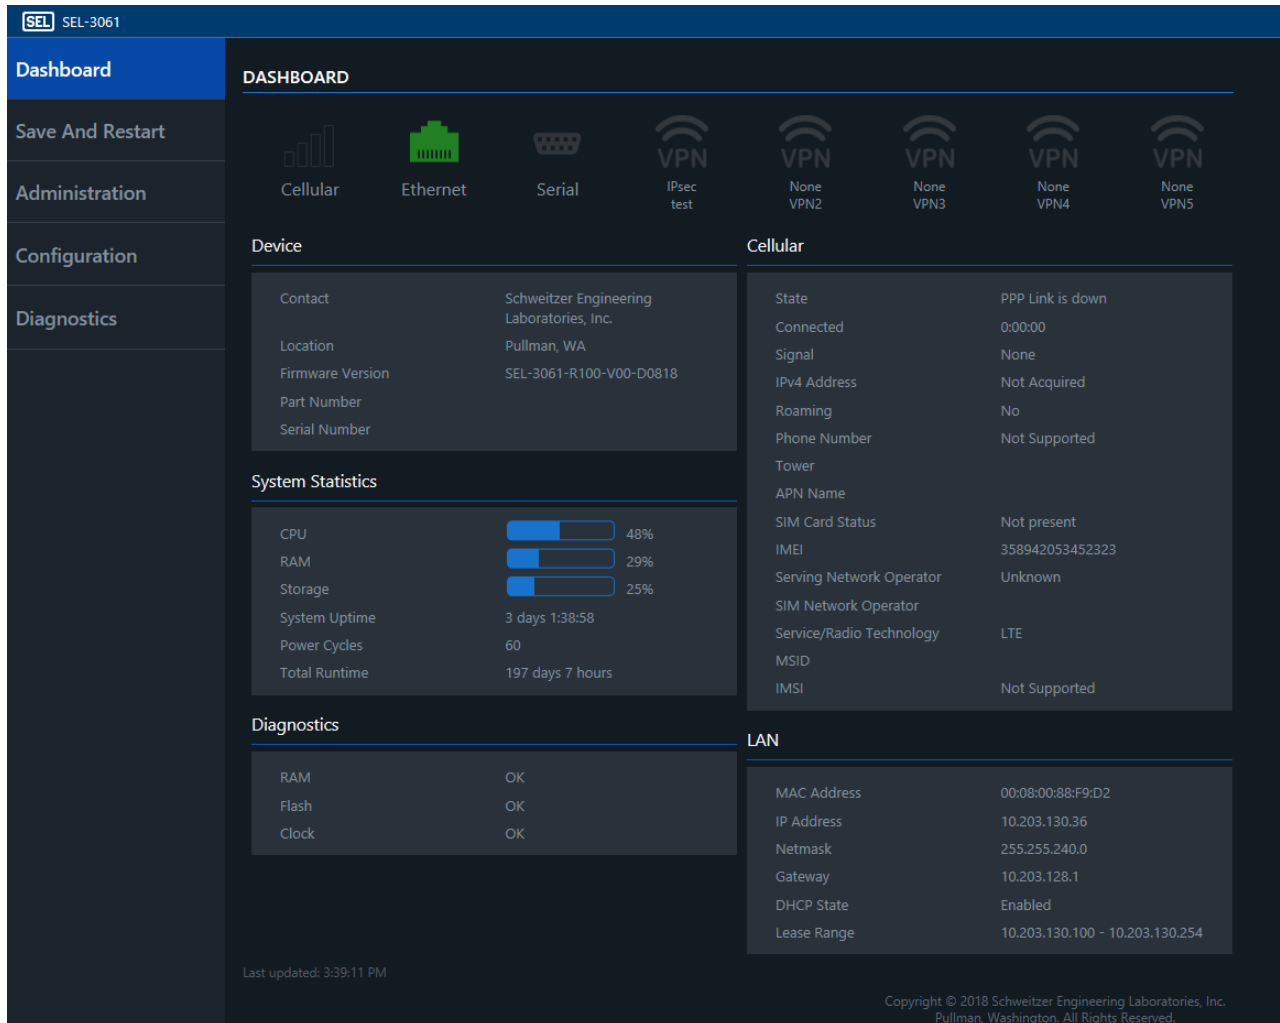 SEL SEL-3061
Dashboard
Save And Restart
Administration
Configuration
Diagnostics
DASHBOARD
Cellular
Ethernet
Serial
VPN
IPsec
test
VPN
None
VPN2
VPN
None
VPN3
VPN
None
VPN4
VPN
None
VPN5
Device
Contact Schweitzer Engineering
Laboratories, Inc.
Location Pullman, WA
Firmware Version SEL-3061-R100-V00-D0818
Part Number
Serial Number
System Statistics
CPU 48%
RAM 29%
Storage 25%
System Uptime 3 days 1:38:58
Power Cycles 60
Total Runtime 197 days 7 hours
Diagnostics
RAM OK
Flash OK
Clock OK
Cellular
State PPP Link is down
Connected 0:00:00
Signal None
IPv4 Address Not Acquired
Roaming No
Phone Number Not Supported
Tower
APN Name
SIM Card Status Not present
IMEI 358942053452323
Serving Network Operator Unknown
SIM Network Operator
Service/Radio Technology LTE
MSID
IMSI Not Supported
LAN
MAC Address 00:08:00:88:F9:D2
IP Address 10.203.130.36
Netmask 255.255.240.0
Gateway 10.203.128.1
DHCP State Enabled
Lease Range 10.203.130.100 - 10.203.130.254
Last updated: 3:39:11 PM
Copyright © 2018 Schweitzer Engineering Laboratories, Inc.
Pullman, Washington. All Rights Reserved.